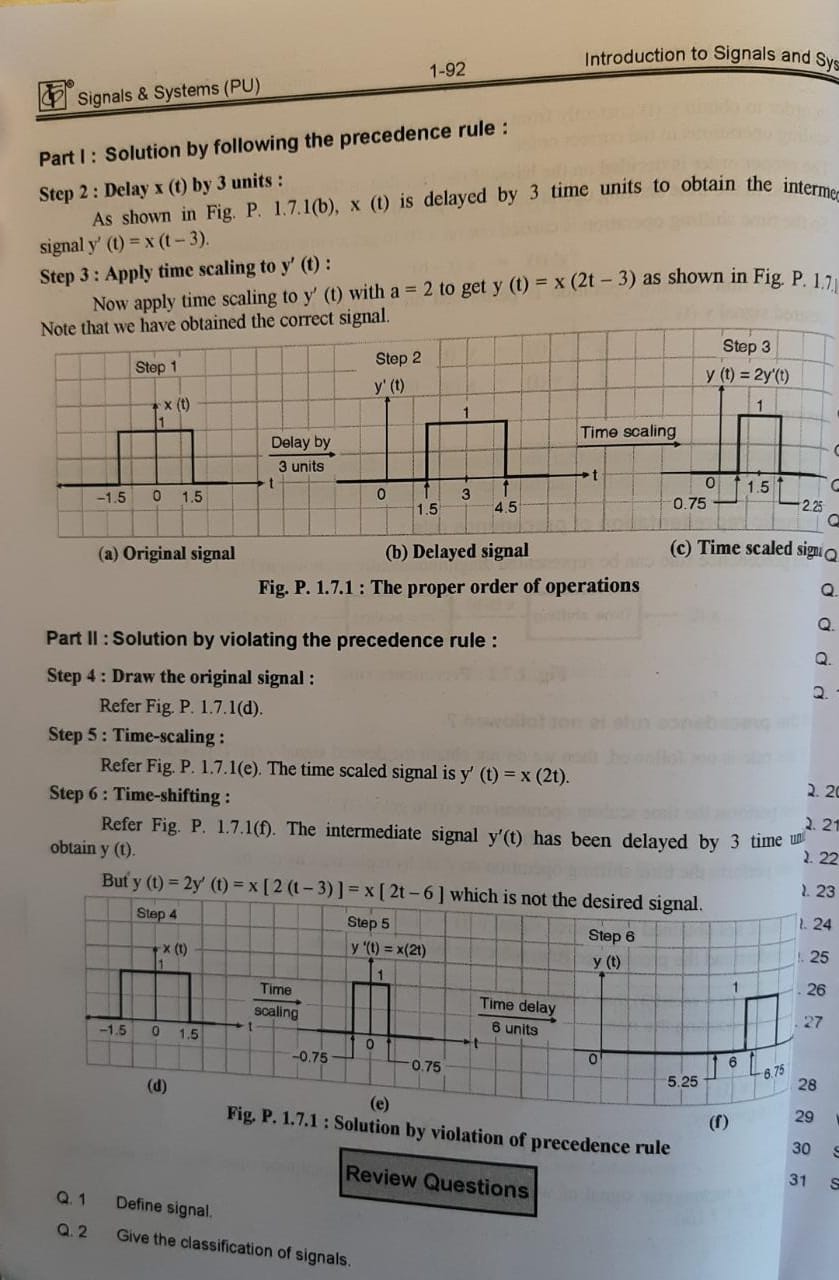 Signals & Systems (PU) 1-92 Introduction to Signals and Sys
Part I : Solution by following the precedence rule :
Step 2 : Delay x (t) by 3 units :
As shown in Fig. P. 1.7.1(b), x (t) is delayed by 3 time units to obtain the interme
signal y' (t) = x (t – 3).
Step 3 : Apply time scaling to y' (t) :
Now apply time scaling to y' (t) with a = 2 to get y (t) = x (2t – 3) as shown in Fig. P. 1.7.
Note that we have obtained the correct signal.
Step 1 Step 2 Step 3
x (t) y' (t) y (t) = 2y'(t)
1 1 1
Delay by Time scaling
3 units
–1.5 0 1.5 t 0 1.5 3 4.5 t 0.75 0 1.5 2.25
(a) Original signal (b) Delayed signal (c) Time scaled sign
Fig. P. 1.7.1 : The proper order of operations
Q.
Q.
Q.
Part II : Solution by violating the precedence rule :
Step 4 : Draw the original signal :
Refer Fig. P. 1.7.1(d).
Step 5 : Time-scaling :
Refer Fig. P. 1.7.1(e). The time scaled signal is y' (t) = x (2t).
Step 6 : Time-shifting :
Refer Fig. P. 1.7.1(f). The intermediate signal y'(t) has been delayed by 3 time
obtain y (t).
But y (t) = 2y' (t) = x [ 2 (t – 3) ] = x [ 2t – 6 ] which is not the desired signal.
Step 4 Step 5 Step 6
x (t) y '(t) = x(2t) y (t)
1 1 1
Time Time delay
scaling 6 units
–1.5 0 1.5 t –0.75 0 0.75 t 0 5.25 6 6.75
(d) (e) (f)
Fig. P. 1.7.1 : Solution by violation of precedence rule
21
22
23
24
25
26
27
28
29
30
31
Review Questions
Q. 1 Define signal.
Q. 2 Give the classification of signals.